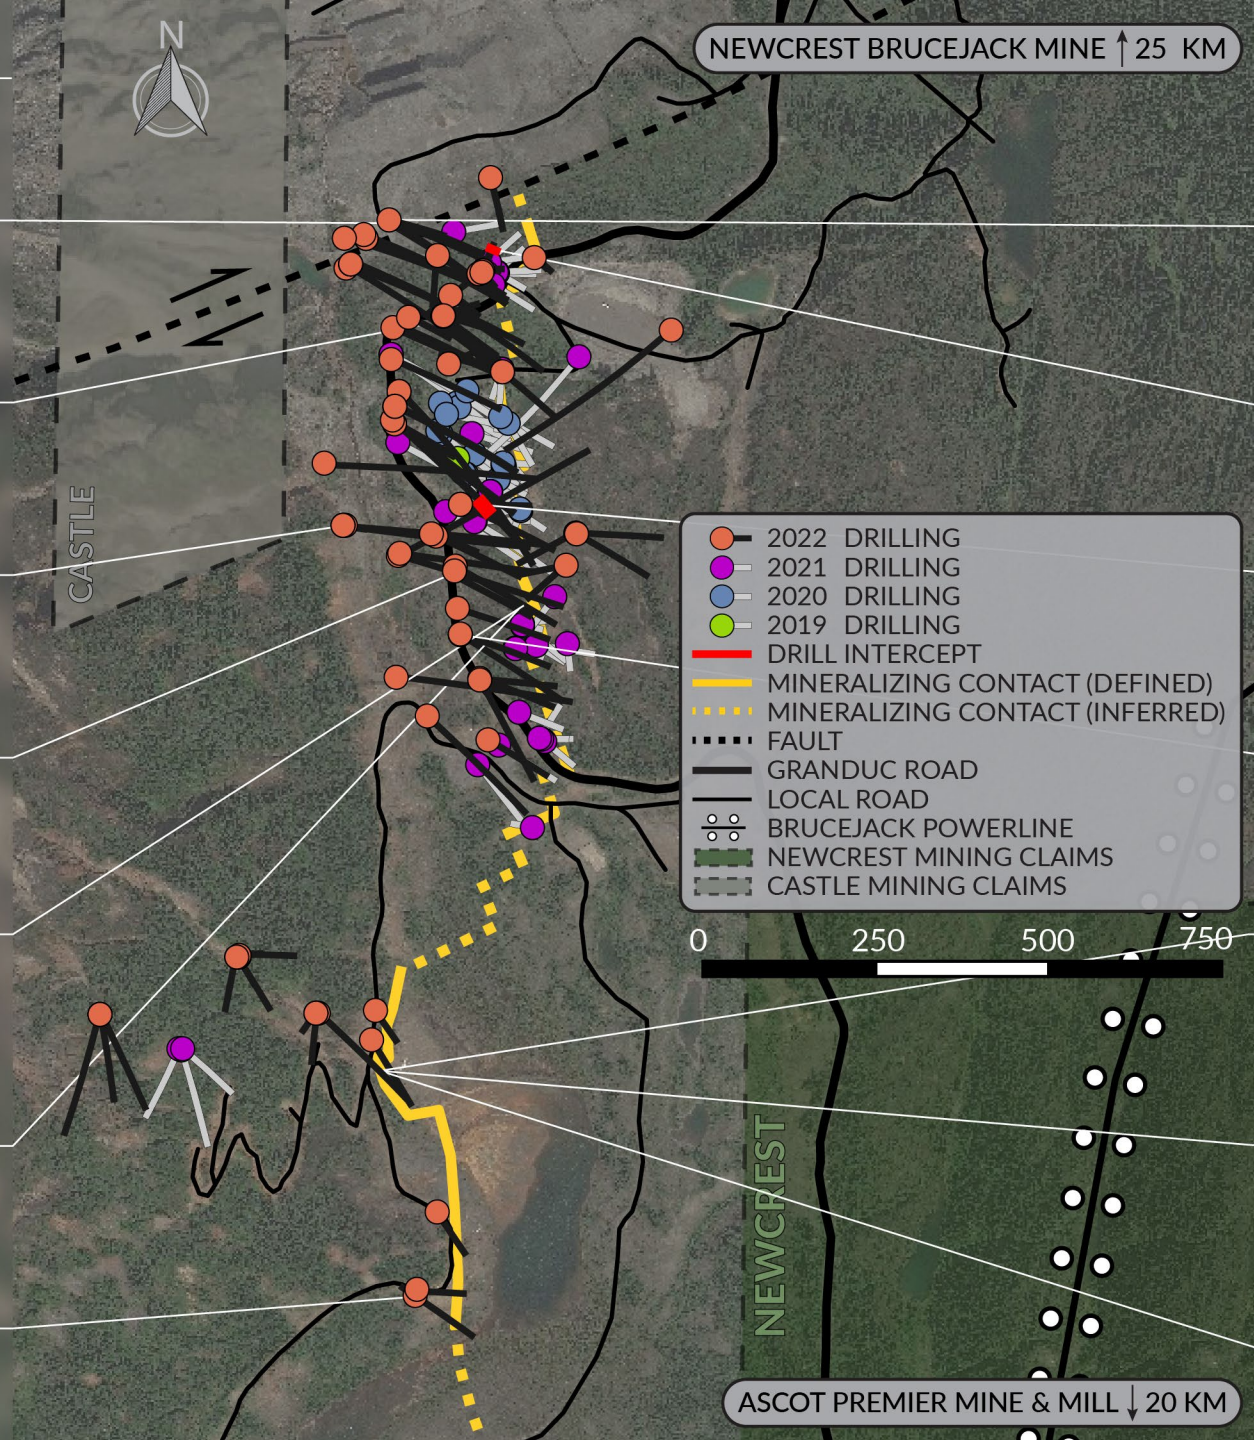 N
NEWCREST BRUCEJACK MINE ↑ 25 KM
CASTLE
2022 DRILLING
2021 DRILLING
2020 DRILLING
2019 DRILLING
DRILL INTERCEPT
MINERALIZING CONTACT (DEFINED)
MINERALIZING CONTACT (INFERRED)
FAULT
GRANDUC ROAD
LOCAL ROAD
BRUCEJACK POWERLINE
NEWCREST MINING CLAIMS
CASTLE MINING CLAIMS
0 250 500 750
NEWCREST
ASCOT PREMIER MINE & MILL ↓ 20 KM